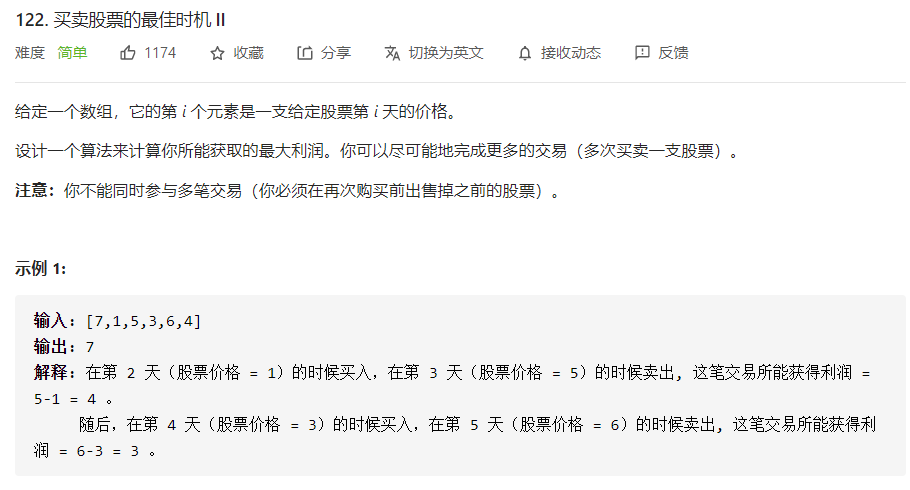 122. 买卖股票的最佳时机 II
难度 简单 1174 收藏 分享 切换为英文 接收动态 反馈
给定一个数组，它的第 i 个元素是一支给定股票第 i 天的价格。
设计一个算法来计算你所能获取的最大利润。你可以尽可能地完成更多的交易（多次买卖一支股票）。
注意：你不能同时参与多笔交易（你必须在再次购买前出售掉之前的股票）。
示例 1:
输入: [7,1,5,3,6,4]
输出: 7
解释: 在第 2 天（股票价格 = 1）的时候买入，在第 3 天（股票价格 = 5）的时候卖出, 这笔交易所能获得利润 =
5-1 = 4 。
随后，在第 4 天（股票价格 = 3）的时候买入，在第 5 天（股票价格 = 6）的时候卖出, 这笔交易所能获得利
润 = 6-3 = 3 。